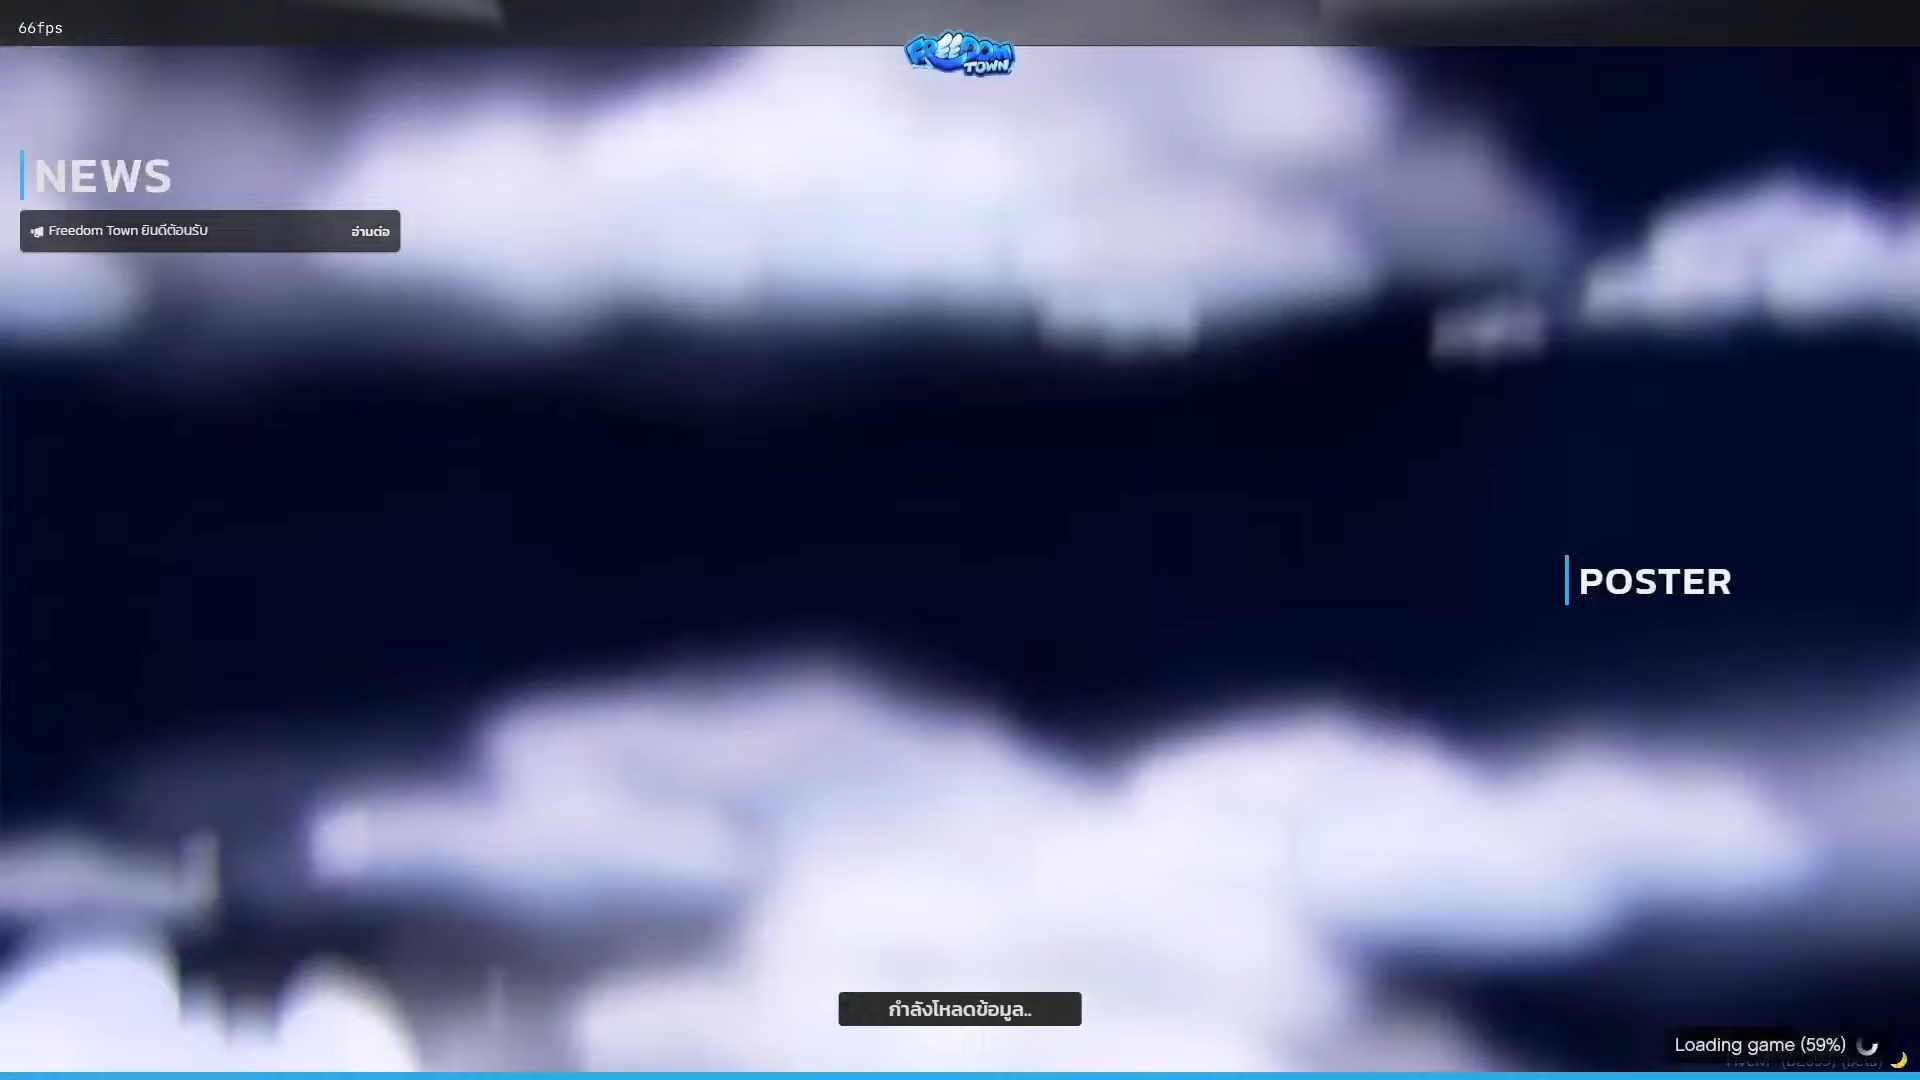 66fps
FREEDOM
TOWN
NEWS
Freedom Town ยินดีต้อนรับ
อ่านต่อ
POSTER
กำลังโหลดข้อมูล..
Loading game (59%)